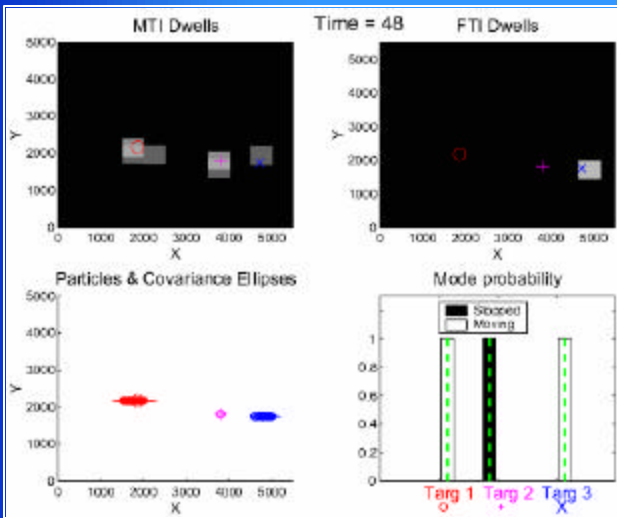 MTI Dwells
Time = 48
FTI Dwells
5000
4000
3000
2000
1000
0
Y
0 1000 2000 3000 4000 5000
X
5000
4000
3000
2000
1000
0
Y
0 1000 2000 3000 4000 5000
X
Particles & Covariance Ellipses
5000
4000
3000
2000
1000
0
Y
0 1000 2000 3000 4000 5000
X
Mode probability
Stopped
Moving
1
0.8
0.6
0.4
0.2
0
Targ 1 Targ 2 Targ 3